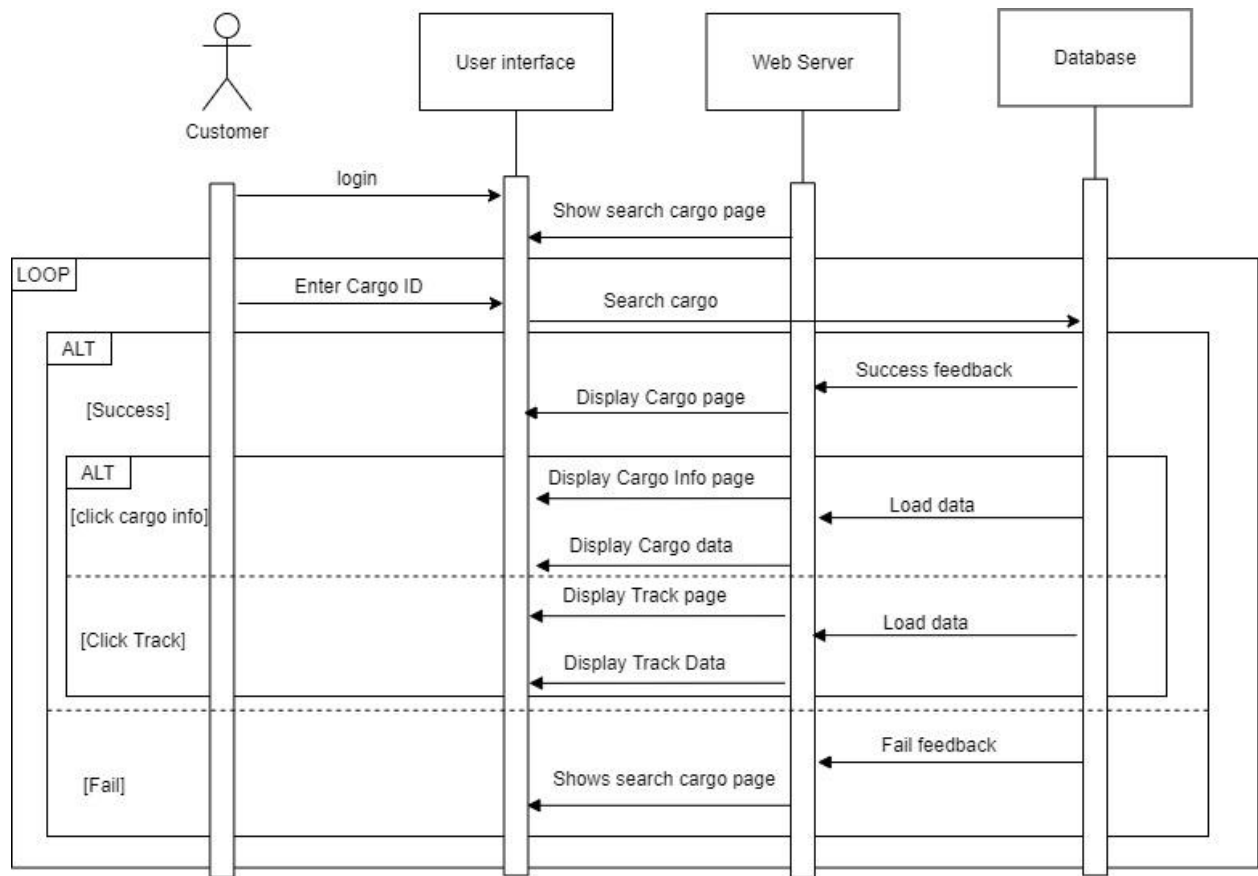 User interface
Web Server
Database
Customer
login
Show search cargo page
LOOP
Enter Cargo ID
Search cargo
ALT
Success feedback
[Success]
Display Cargo page
ALT
Display Cargo Info page
[click cargo info]
Load data
Display Cargo data
Display Track page
Load data
[Click Track]
Display Track Data
Fail feedback
[Fail]
Shows search cargo page